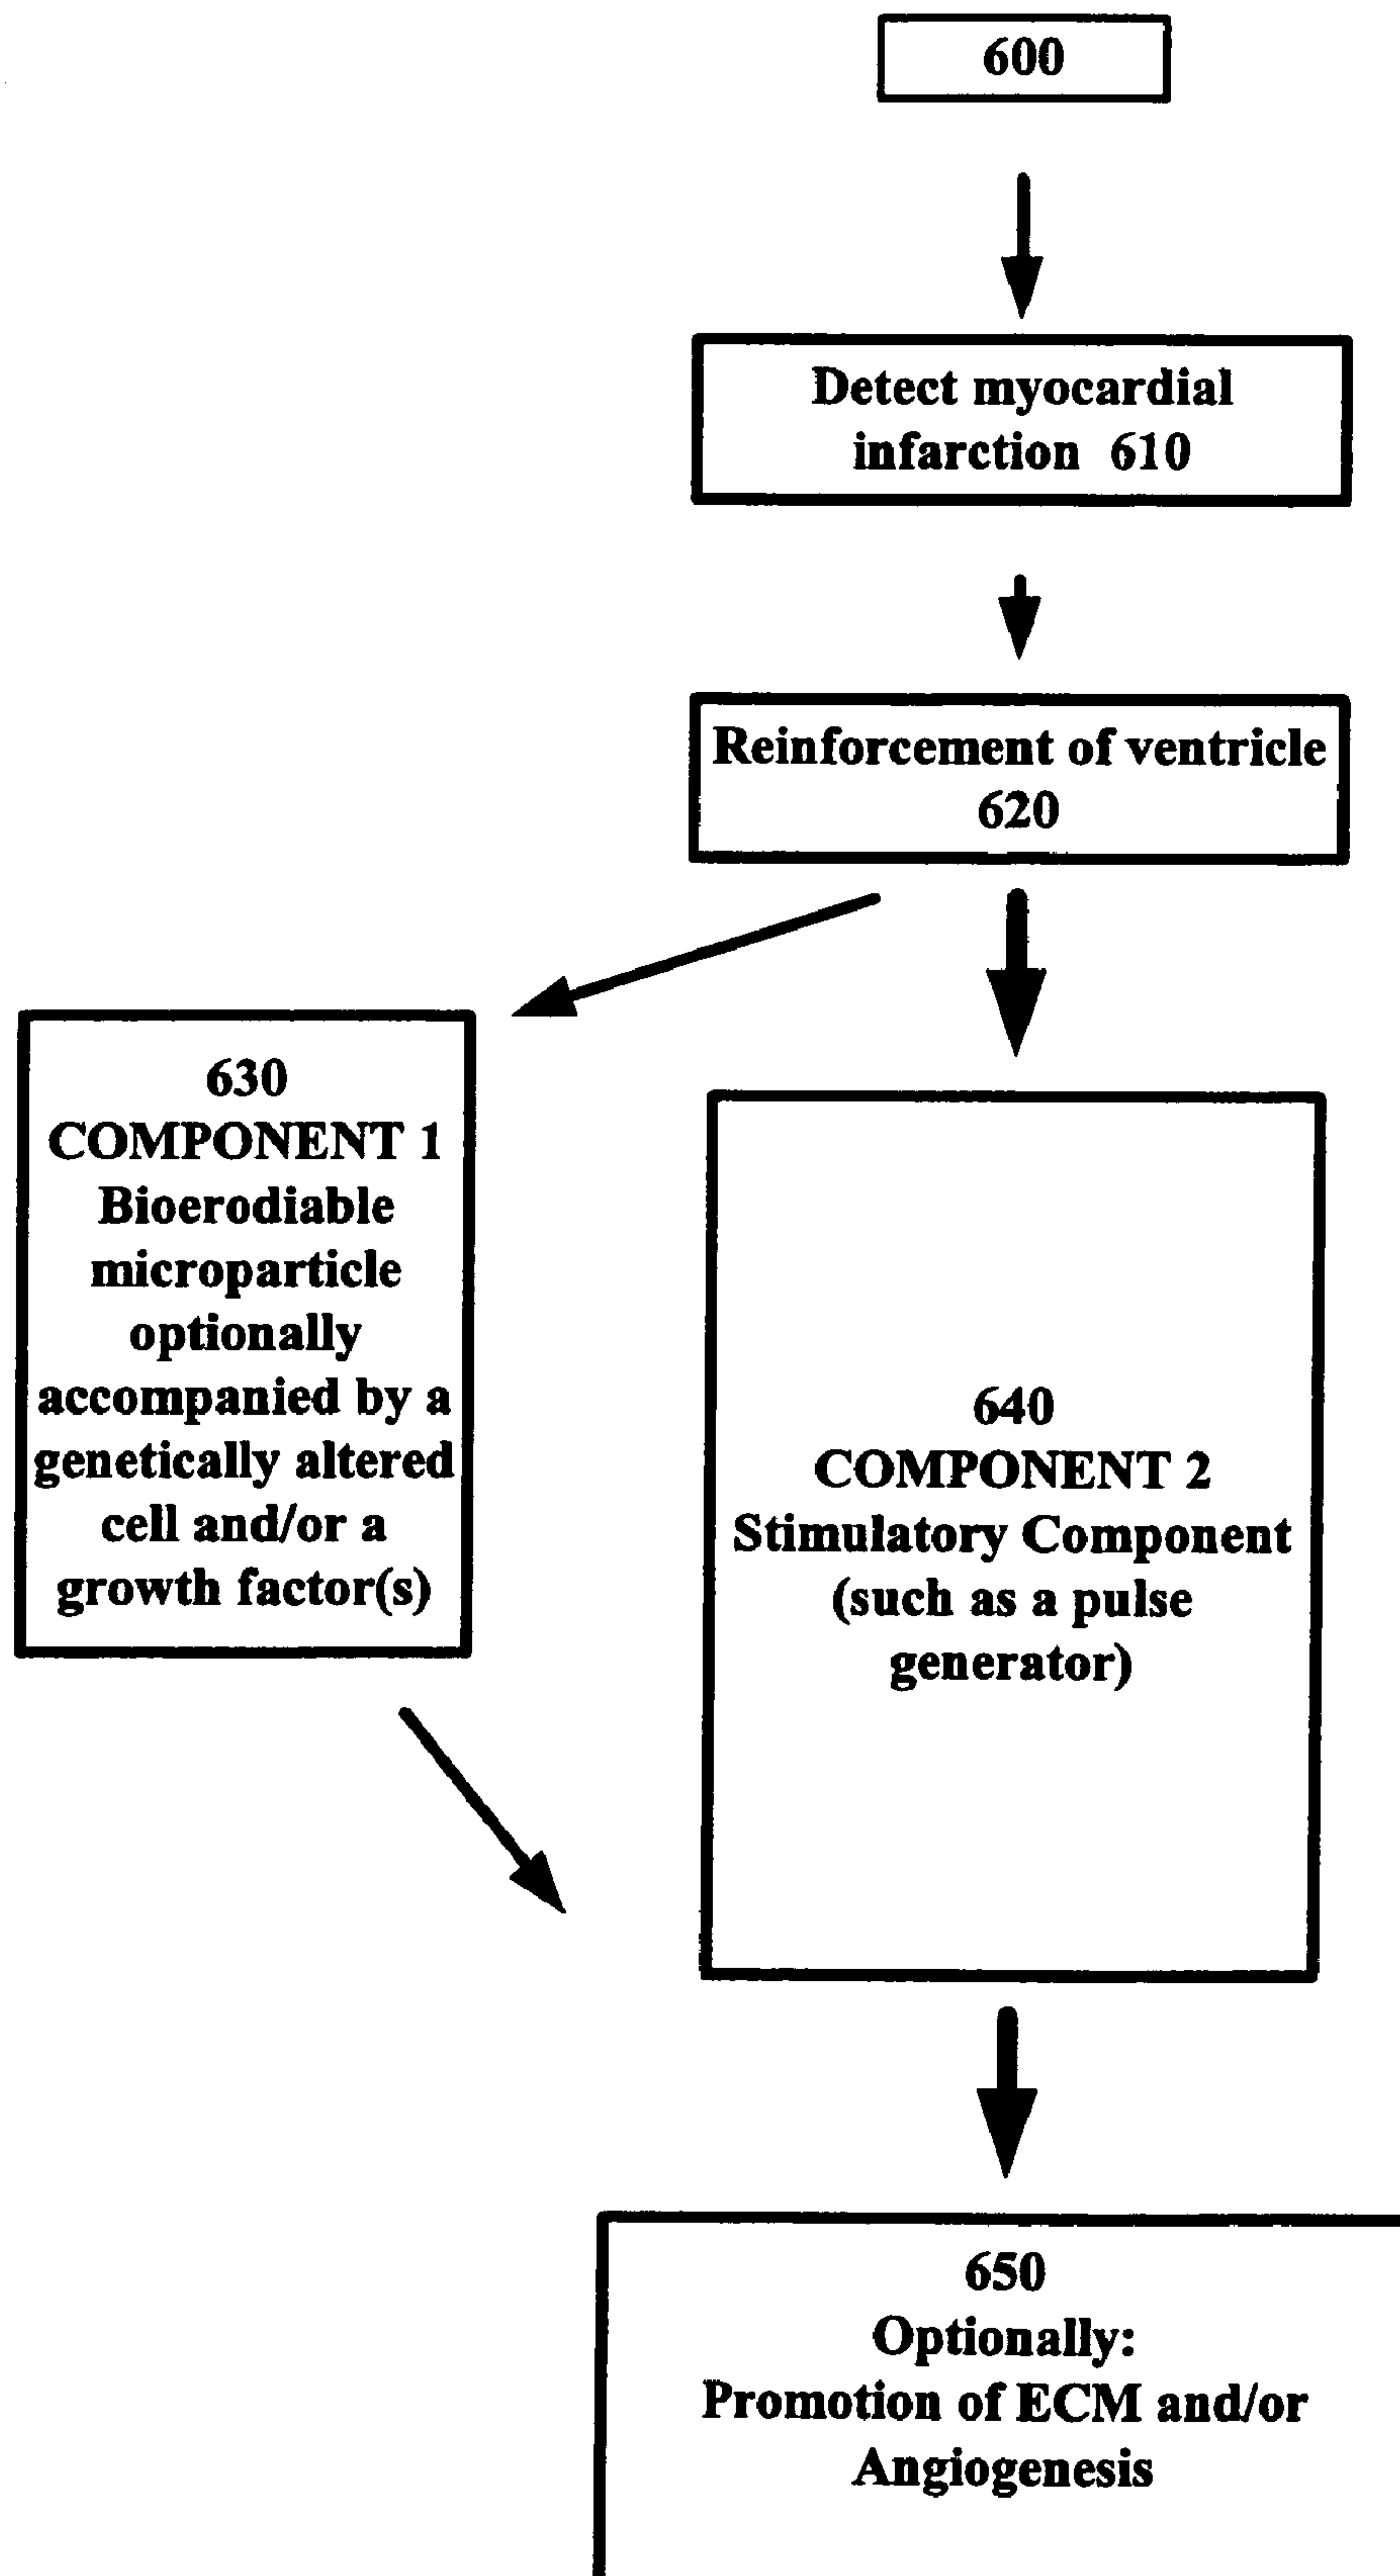 600
Detect myocardial
infarction 610
Reinforcement of ventricle
620
630
COMPONENT 1
Bioerodiable
microparticle
optionally
accompanied by a
genetically altered
cell and/or a
growth factor(s)
640
COMPONENT 2
Stimulatory Component
(such as a pulse
generator)
650
Optionally:
Promotion of ECM and/or
Angiogenesis